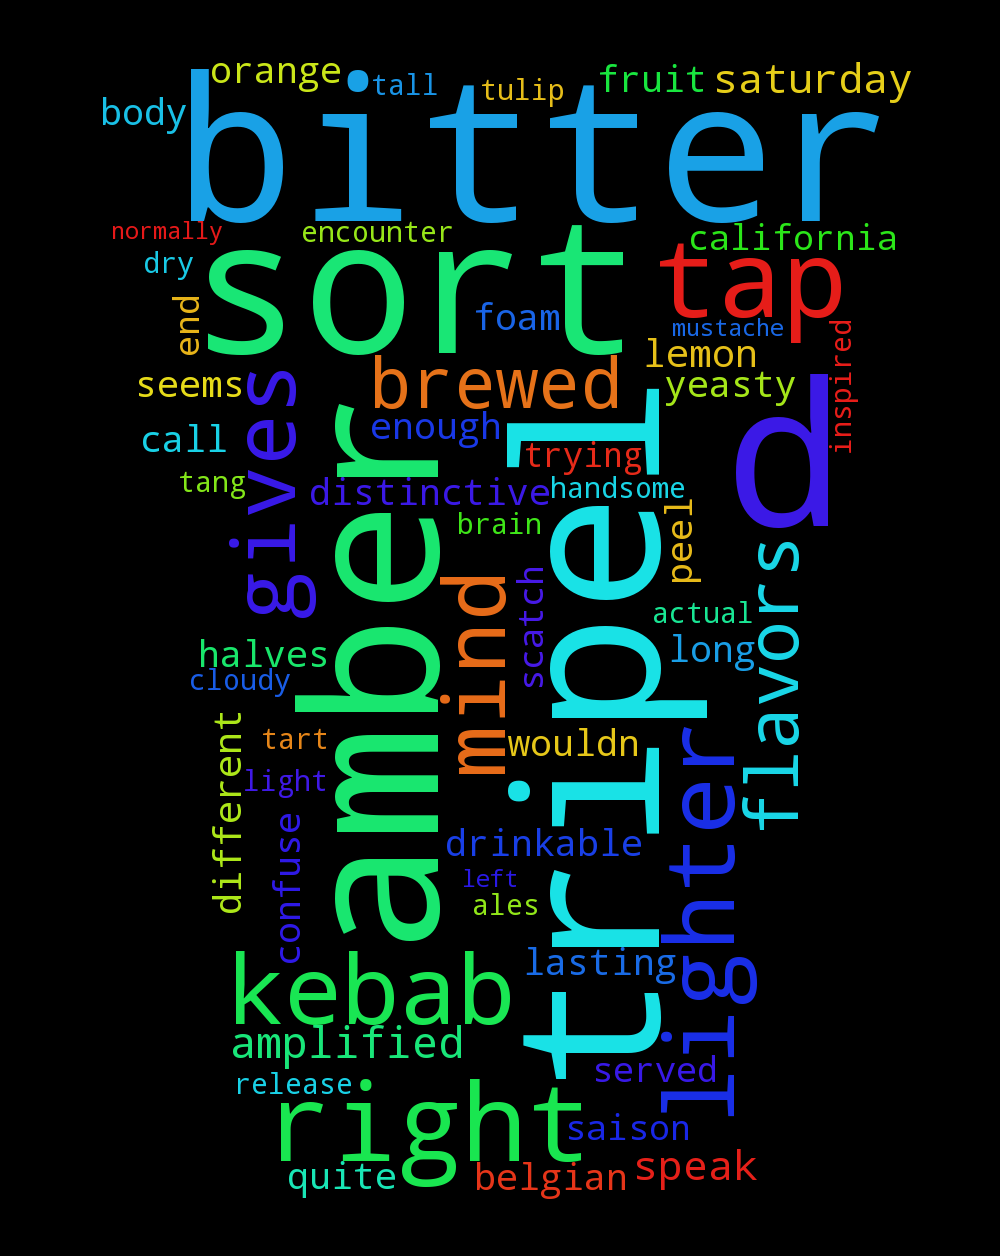 orange
tall
tulip
fruit
saturday
body
bitter
normally
encounter
california
dry
sort
tap
end
foam
mustache
inspired
lemon
seems
gives
brewed
yeasty
d
call
enough
trying
tang
distinctive
handsome
brain
peel
amber
tripel
mind
scatch
flavors
actual
halves
long
cloudy
different
tart
wouldn
light
lighter
confuse
drinkable
left
ales
kebab
lasting
amplified
release
served
right
saison
quite
belgian
speak